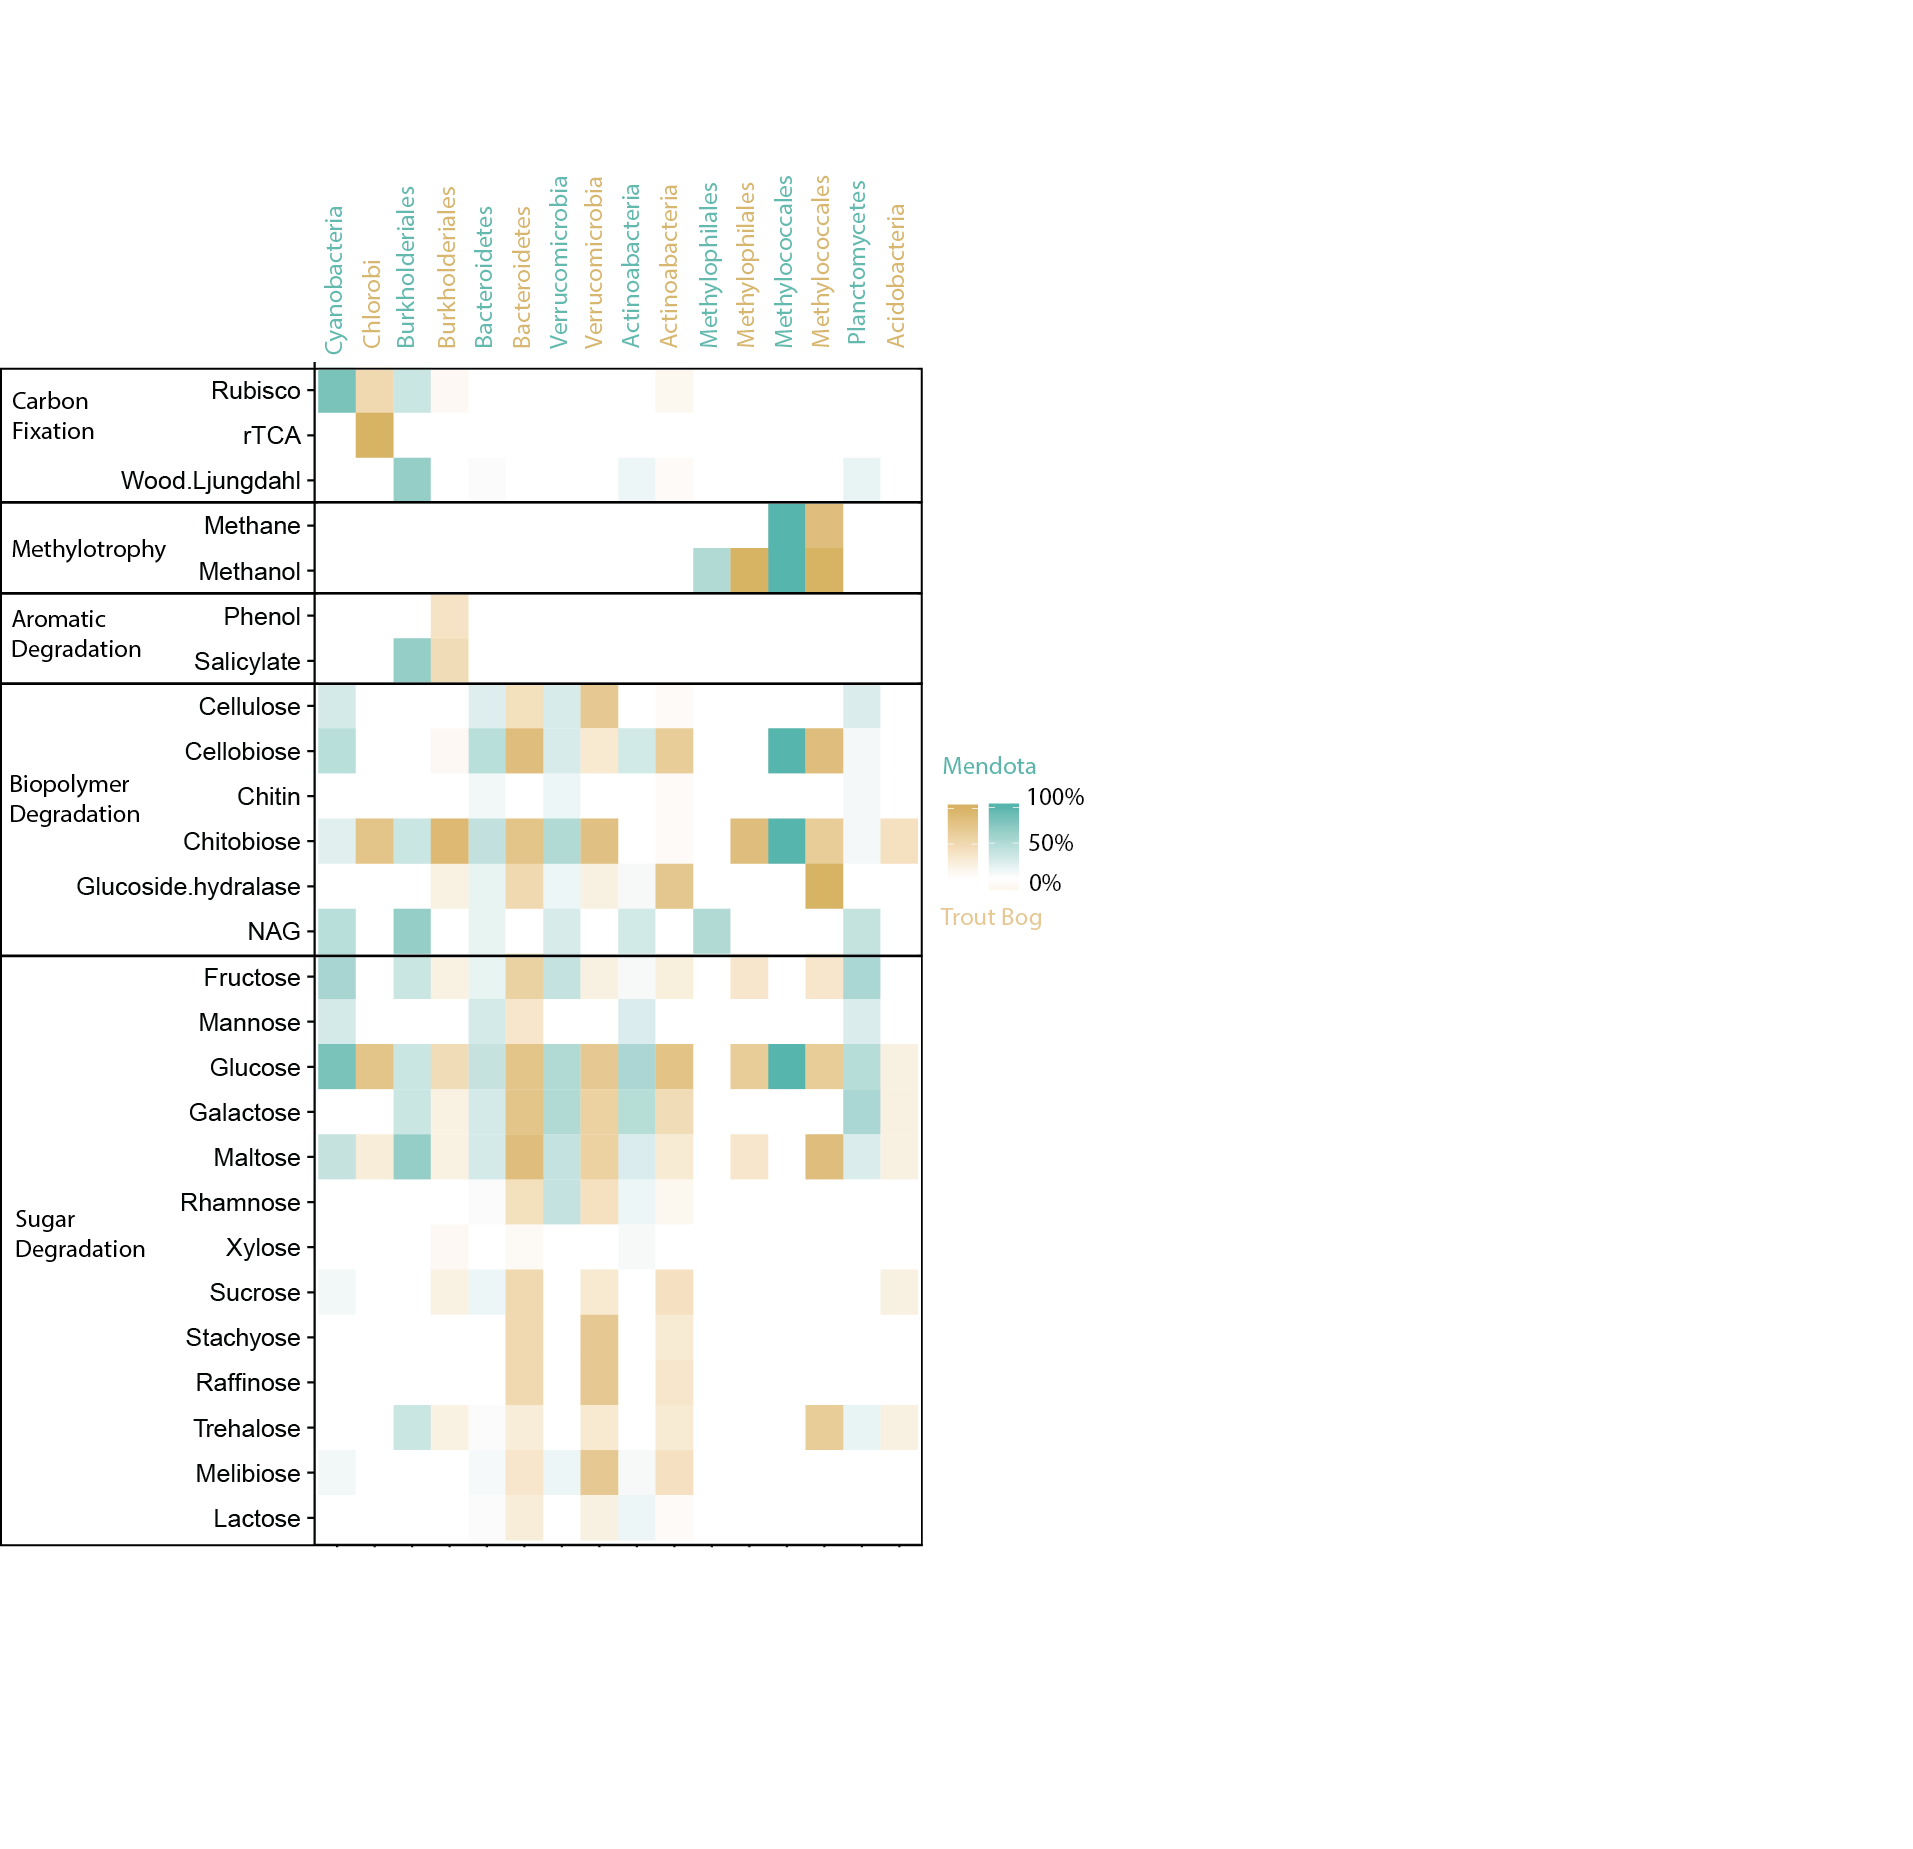 Cyanobacteria
Chlorobi
Burkholderiales
Burkholderiales
Bacteroidetes
Bacteroidetes
Verrucomicrobia
Verrucomicrobia
Actinoabacteria
Actinoabacteria
Methylophilales
Methylophilales
Methylococcales
Methylococcales
Planctomycetes
Acidobacteria
Carbon
Fixation
Rubisco
rTCA
Wood.Ljungdahl
Methylotrophy
Methane
Methanol
Aromatic
Degradation
Phenol
Salicylate
Biopolymer
Degradation
Cellulose
Cellobiose
Chitin
Chitobiose
Glucoside.hydralase
NAG
Sugar
Degradation
Fructose
Mannose
Glucose
Galactose
Maltose
Rhamnose
Xylose
Sucrose
Stachyose
Raffinose
Trehalose
Melibiose
Lactose
Mendota
100%
50%
0%
Trout Bog